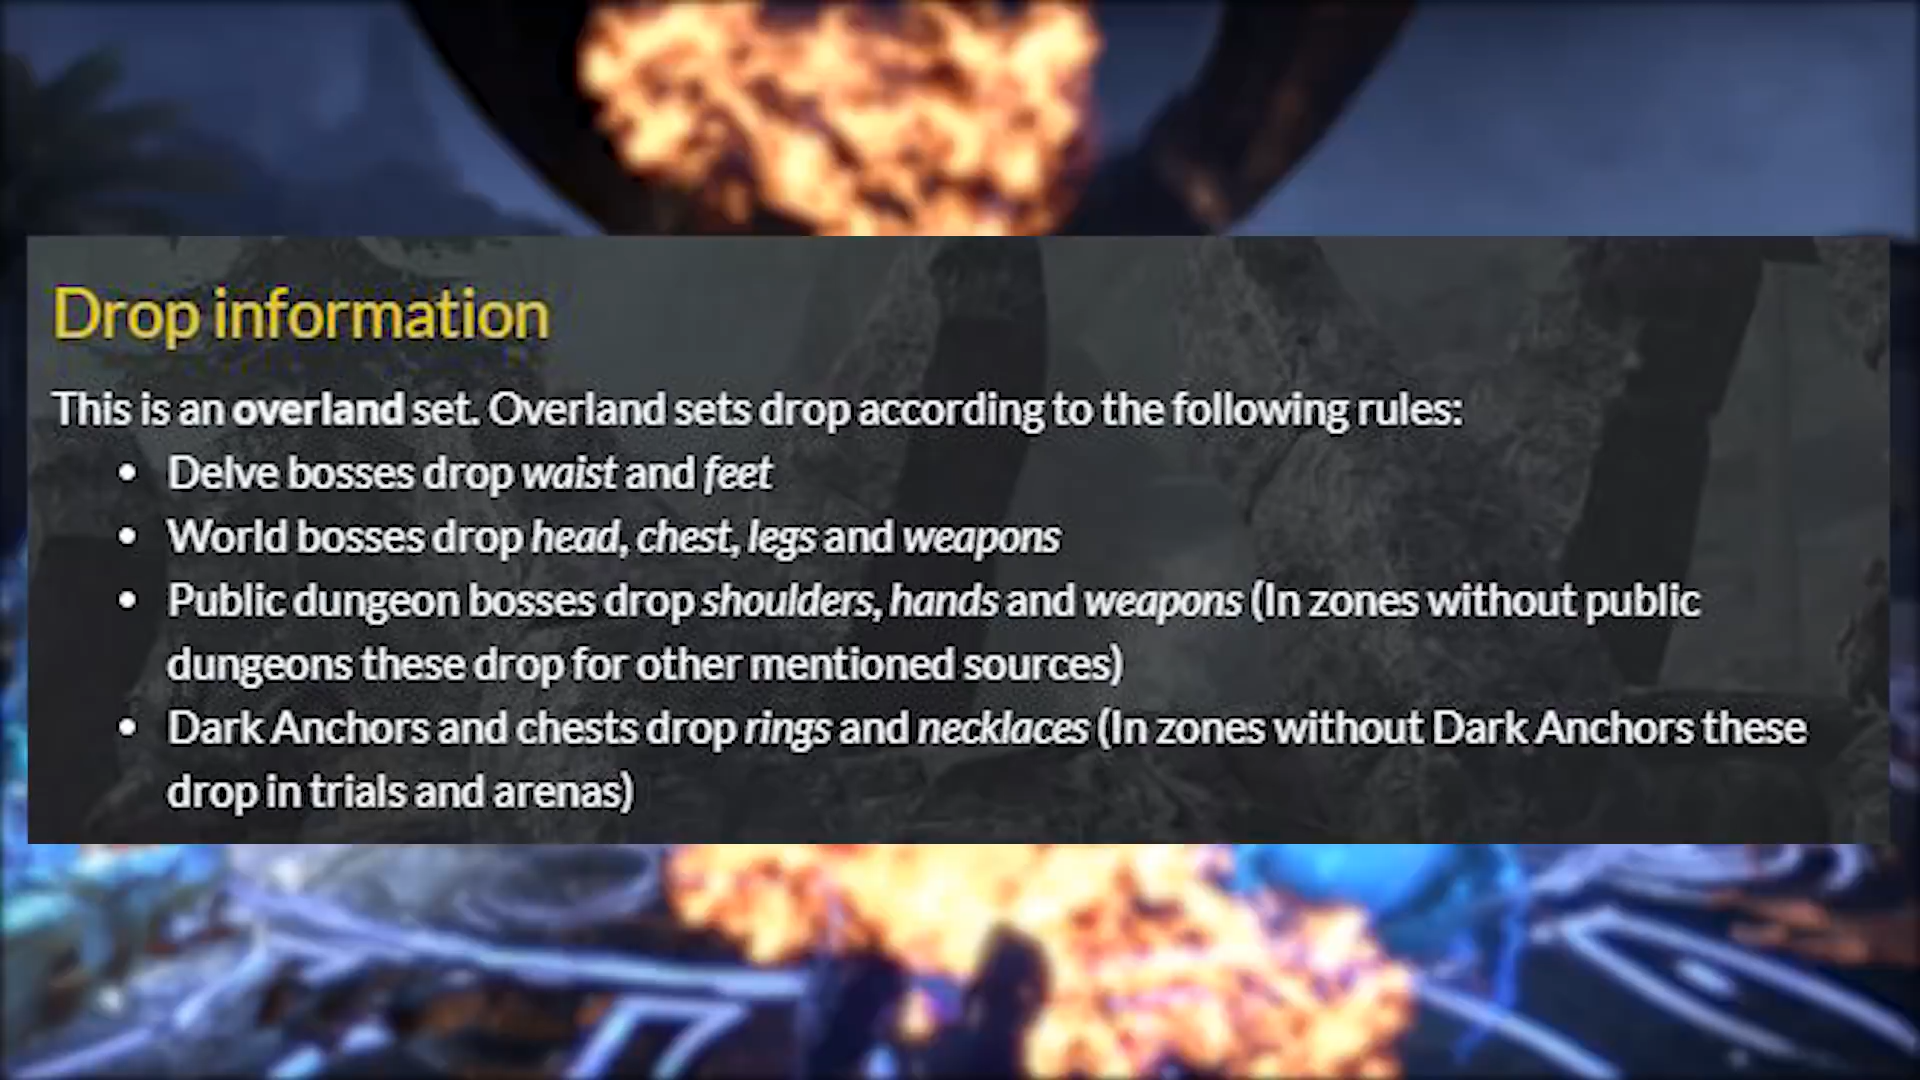 Drop information
This is an overland set. Overland sets drop according to the following rules:
• Delve bosses drop waist and feet
• World bosses drop head, chest, legs and weapons
• Public dungeon bosses drop shoulders, hands and weapons (In zones without public
dungeons these drop for other mentioned sources)
• Dark Anchors and chests drop rings and necklaces (In zones without Dark Anchors these
drop in trials and arenas)